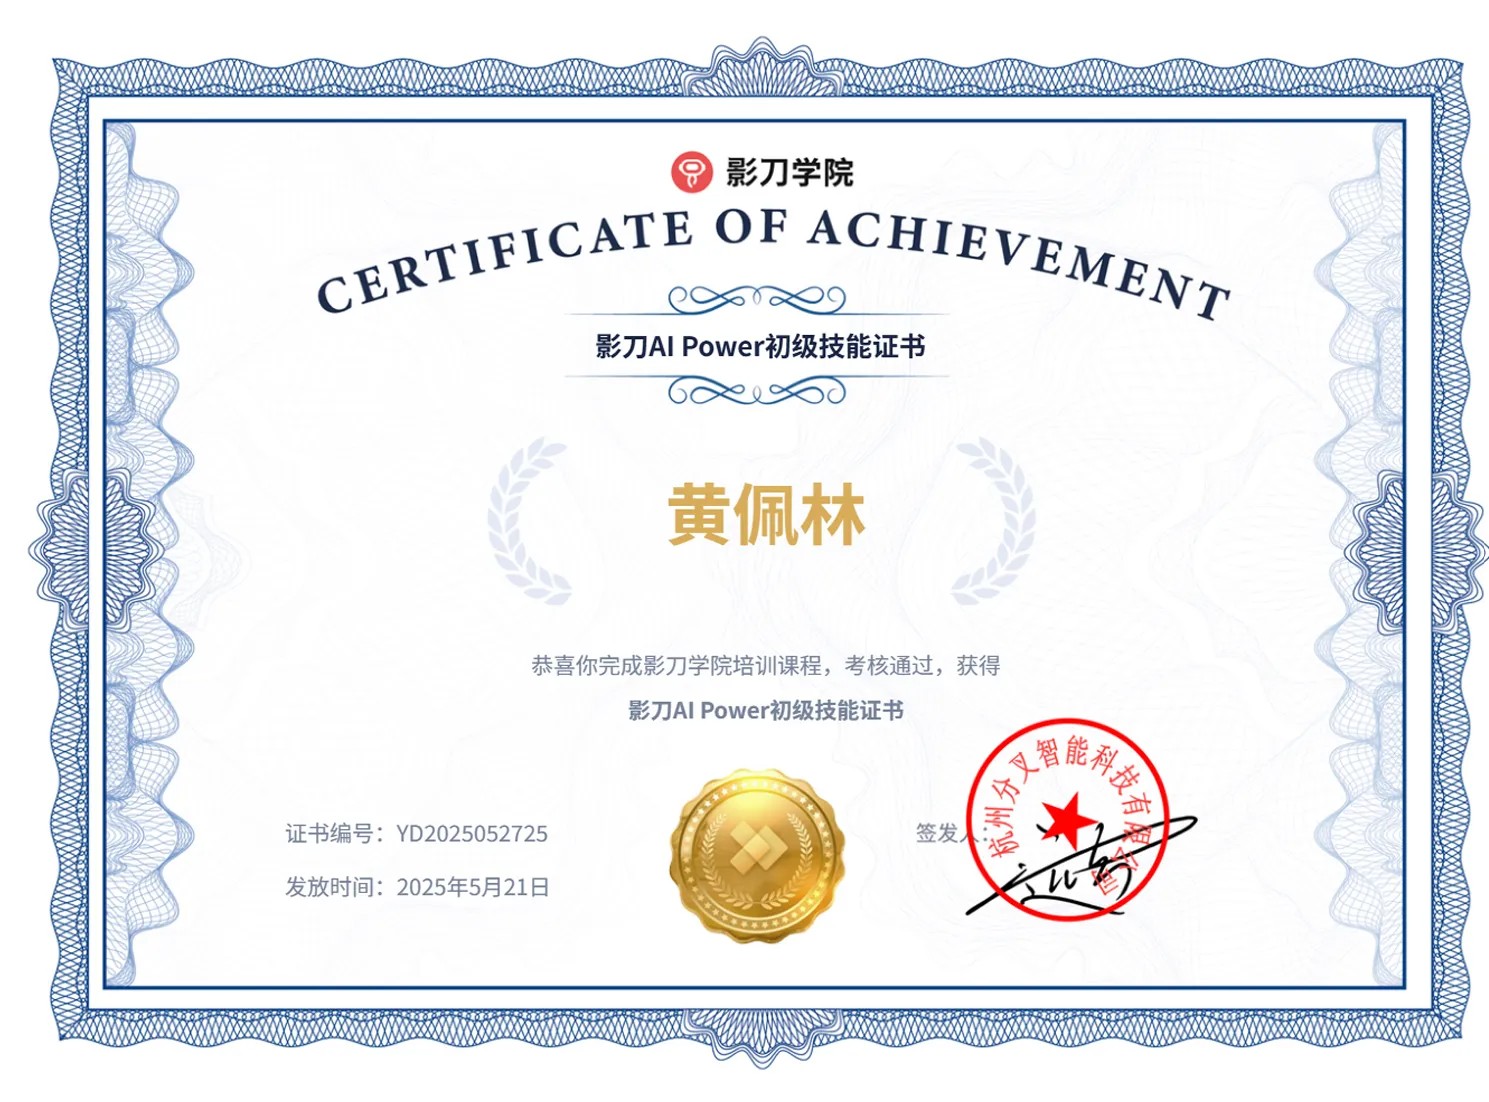 影刀学院
CERTIFICATE OF ACHIEVEMENT
影刀AI Power初级技能证书
黄佩林
恭喜你完成影刀学院培训课程，考核通过，获得
影刀AI Power初级技能证书
证书编号：YD2025052725
发放时间：2025年5月21日
签发人：
杭州分叉智能科技有限公司